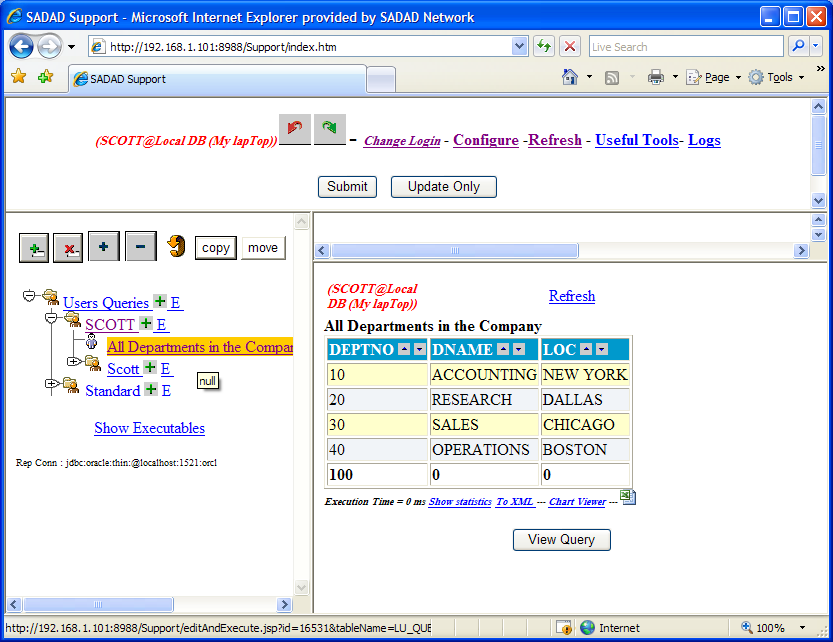 SADAD Support - Microsoft Internet Explorer provided by SADAD Network
http://192.168.1.101:8988/Support/index.htm
Live Search
SADAD Support
Page
Tools
(SCOTT@Local DB (My lapTop))
- Change Login - Configure -Refresh - Useful Tools- Logs
Submit
Update Only
copy
move
Users Queries E
SCOTT E
All Departments in the Compar
Scott E
null
Standard E
Show Executables
Rep Conn : jdbc:oracle:thin:@localhost:1521:orcl
(SCOTT@Local
DB (My lapTop))
Refresh
All Departments in the Company
DEPTNO DNAME LOC
10 ACCOUNTING NEW YORK
20 RESEARCH DALLAS
30 SALES CHICAGO
40 OPERATIONS BOSTON
100 0 0
Execution Time = 0 ms Show statistics To XML --- Chart Viewer ---
View Query
http://192.168.1.101:8988/Support/editAndExecute.jsp?id=16531&tableName=LU_QUE
Internet
100%